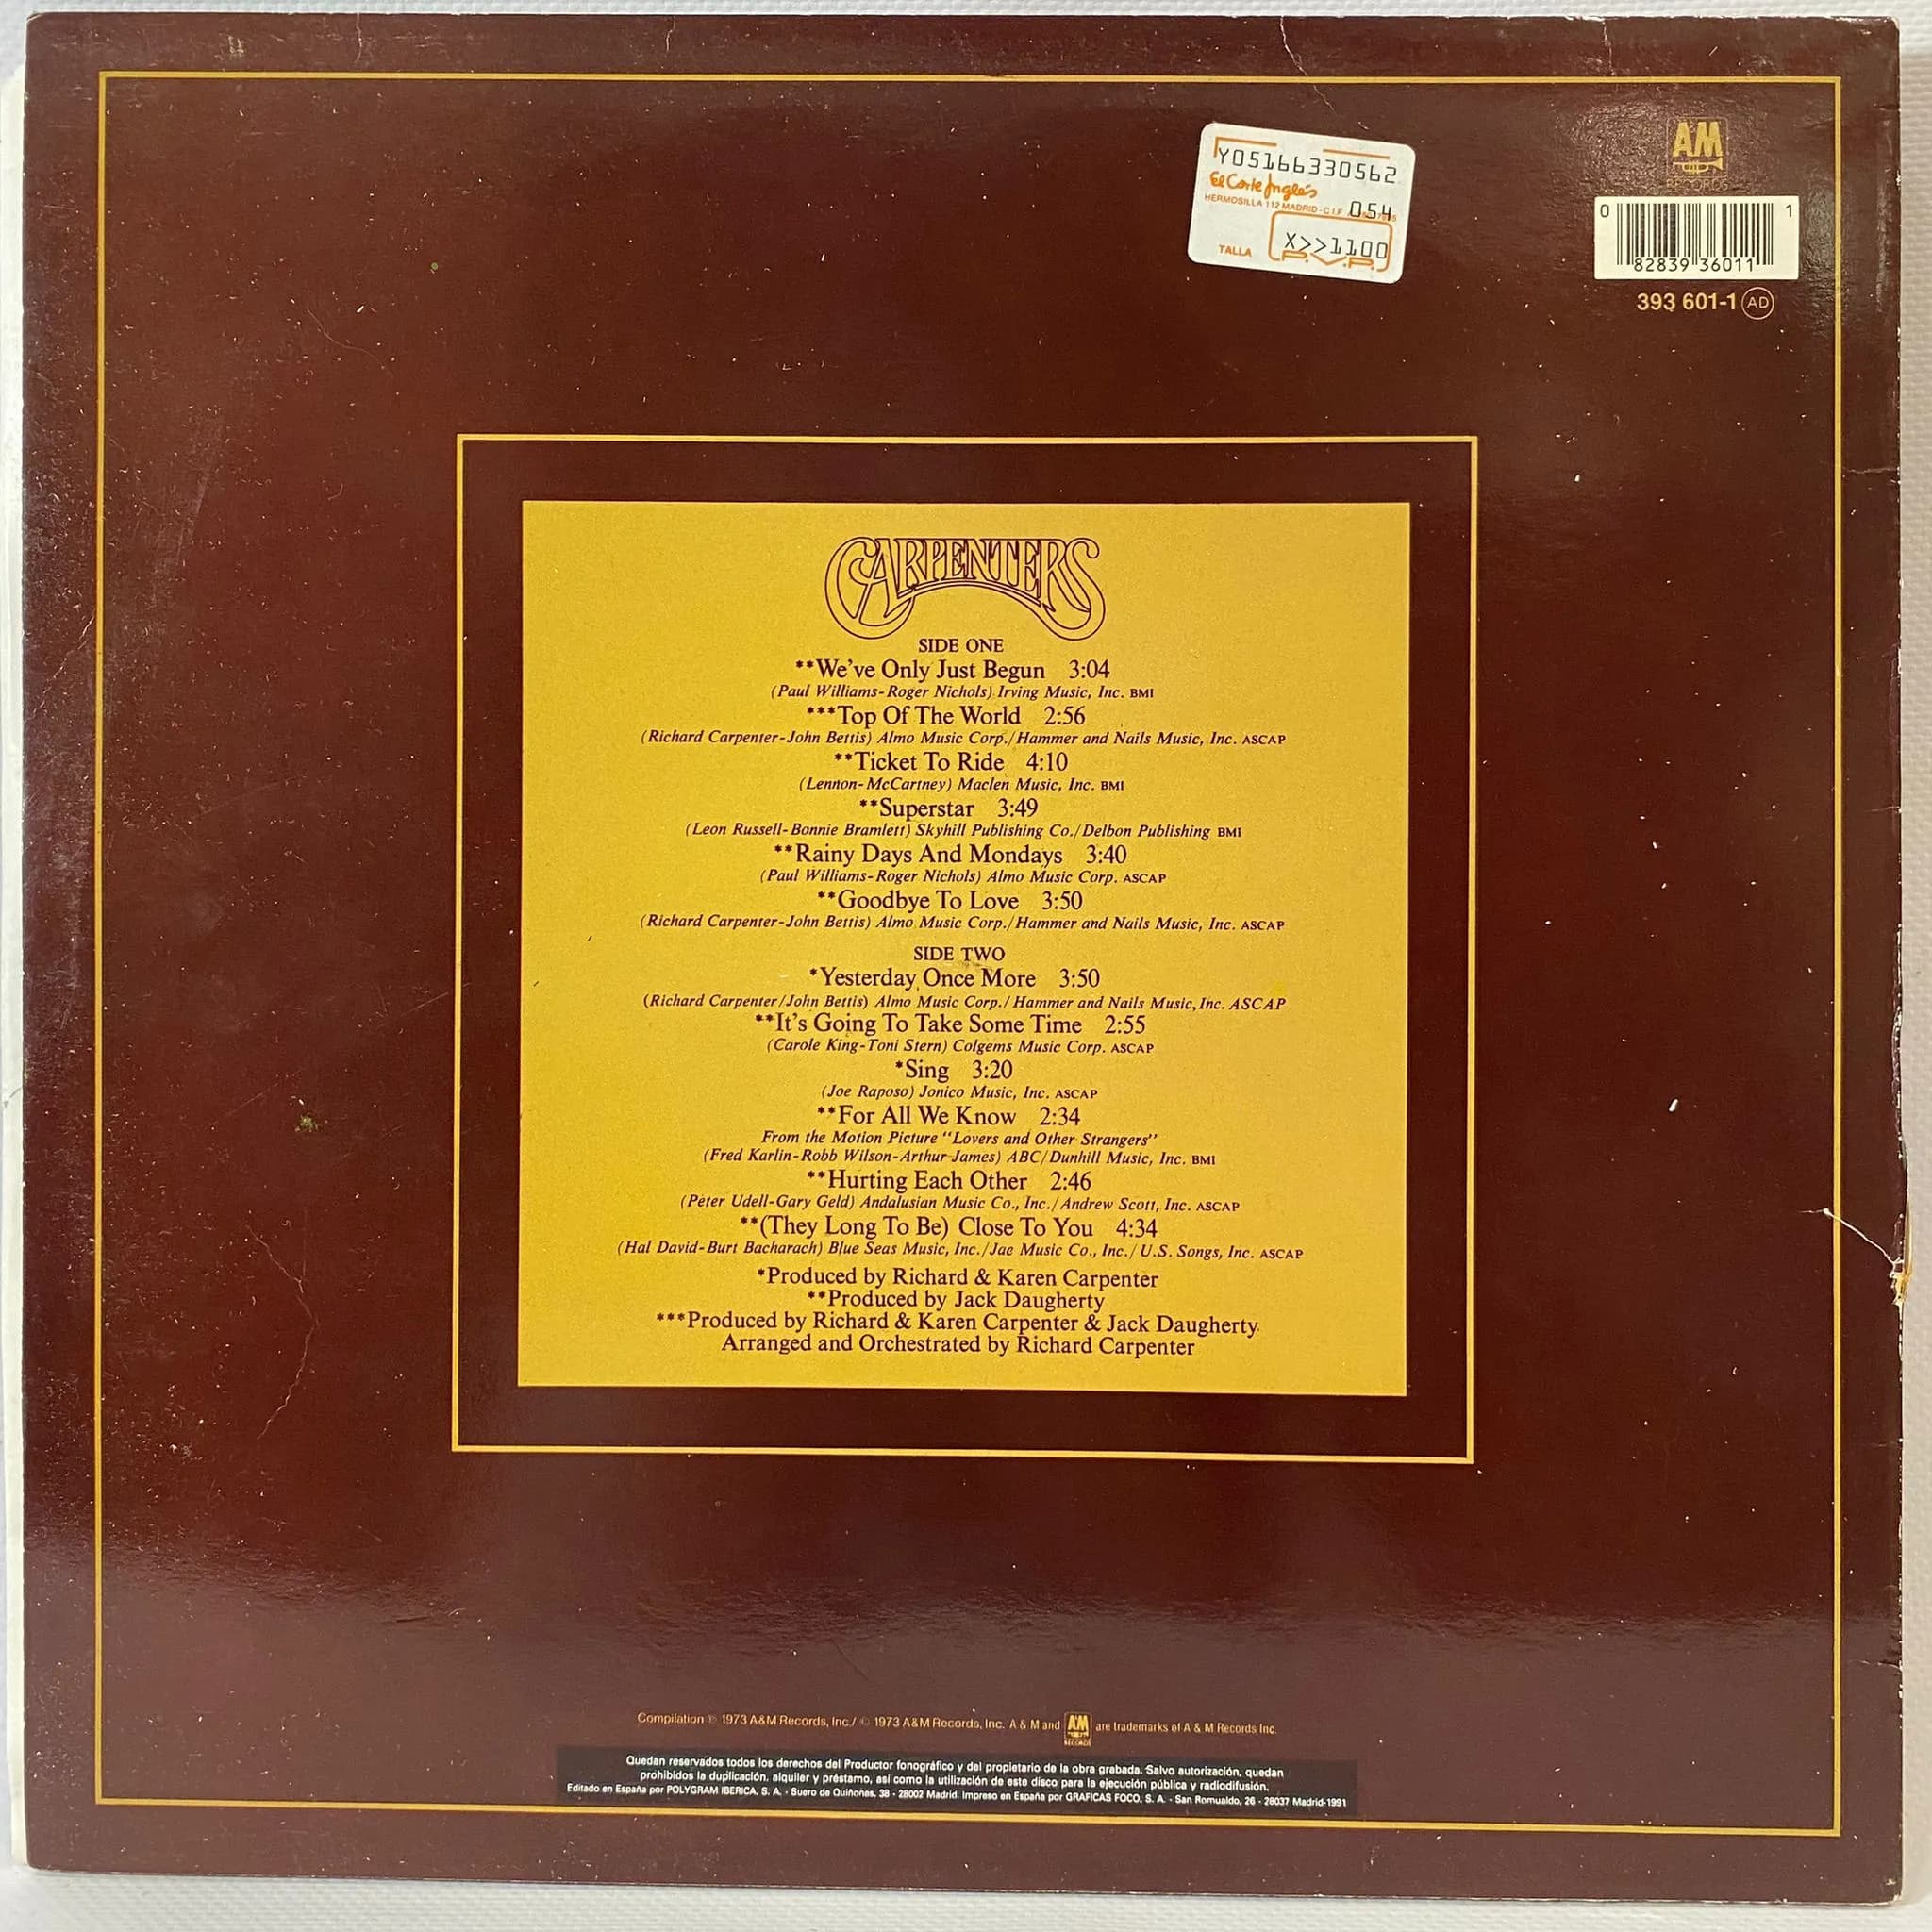 Y05166330562
El Corte Inglés
HERMOSILLA 112 MADRID-C.I.F.
054
TALLA
X>>1100
P.V.P.
AM
RECORDS
0 82839 36011 1
393 601-1 AD
CARPENTERS
SIDE ONE
**We've Only Just Begun 3:04
(Paul Williams-Roger Nichols) Irving Music, Inc. BMI
***Top Of The World 2:56
(Richard Carpenter-John Bettis) Almo Music Corp./Hammer and Nails Music, Inc. ASCAP
**Ticket To Ride 4:10
(Lennon-McCartney) Maclen Music, Inc. BMI
**Superstar 3:49
(Leon Russell-Bonnie Bramlett) Skyhill Publishing Co./Delbon Publishing BMI
**Rainy Days And Mondays 3:40
(Paul Williams-Roger Nichols) Almo Music Corp. ASCAP
**Goodbye To Love 3:50
(Richard Carpenter-John Bettis) Almo Music Corp./Hammer and Nails Music, Inc. ASCAP
SIDE TWO
*Yesterday Once More 3:50
(Richard Carpenter/John Bettis) Almo Music Corp./Hammer and Nails Music, Inc. ASCAP
**It's Going To Take Some Time 2:55
(Carole King-Toni Stern) Colgems Music Corp. ASCAP
*Sing 3:20
(Joe Raposo) Jonico Music, Inc. ASCAP
**For All We Know 2:34
From the Motion Picture "Lovers and Other Strangers"
(Fred Karlin-Robb Wilson-Arthur James) ABC/Dunhill Music, Inc. BMI
**Hurting Each Other 2:46
(Peter Udell-Gary Geld) Andalusian Music Co., Inc./Andrew Scott, Inc. ASCAP
**(They Long To Be) Close To You 4:34
(Hal David-Burt Bacharach) Blue Seas Music, Inc./Jac Music Co., Inc./U.S. Songs, Inc. ASCAP
*Produced by Richard & Karen Carpenter
**Produced by Jack Daugherty
***Produced by Richard & Karen Carpenter & Jack Daugherty
Arranged and Orchestrated by Richard Carpenter
Compilation ℗ 1973 A&M Records, Inc./ © 1973 A&M Records, Inc. A & M and AM RECORDS are trademarks of A & M Records Inc.
Quedan reservados todos los derechos del Productor fonográfico y del propietario de la obra grabada. Salvo autorización, quedan
prohibidos la duplicación, alquiler y préstamo, así como la utilización de este disco para la ejecución pública y radiodifusión.
Editado en España por POLYGRAM IBERICA, S. A. - Suero de Quiñones, 38 - 28002 Madrid. Impreso en España por GRAFICAS FOCO, S. A. - San Romualdo, 26 - 28037 Madrid-1991